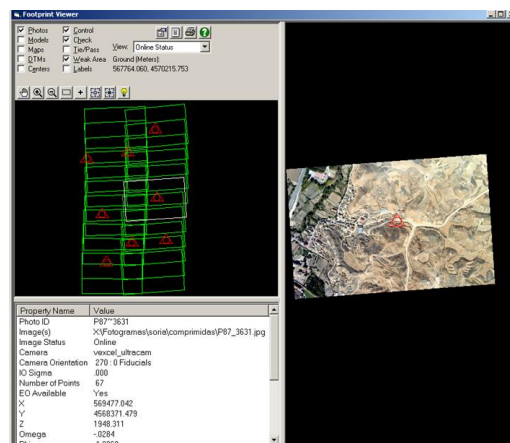 Footprint Viewer
Photos
Control
Models
Check
Maps
Tie/Pass
DTMs
Weak Area
Centers
Labels
View: Online Status
Ground (Meters):
567764.060, 4570215.753
Property Name Value
Photo ID P87~3631
Image(s) X:\Fotogramas\soria\comprimidas\P87_3631.jpg
Image Status Online
Camera vexcel_ultracam
Camera Orientation 270 : 0 Fiducials
IO Sigma .000
Number of Points 67
EO Available Yes
X 569477.042
Y 4568371.479
Z 1948.311
Omega -.0284